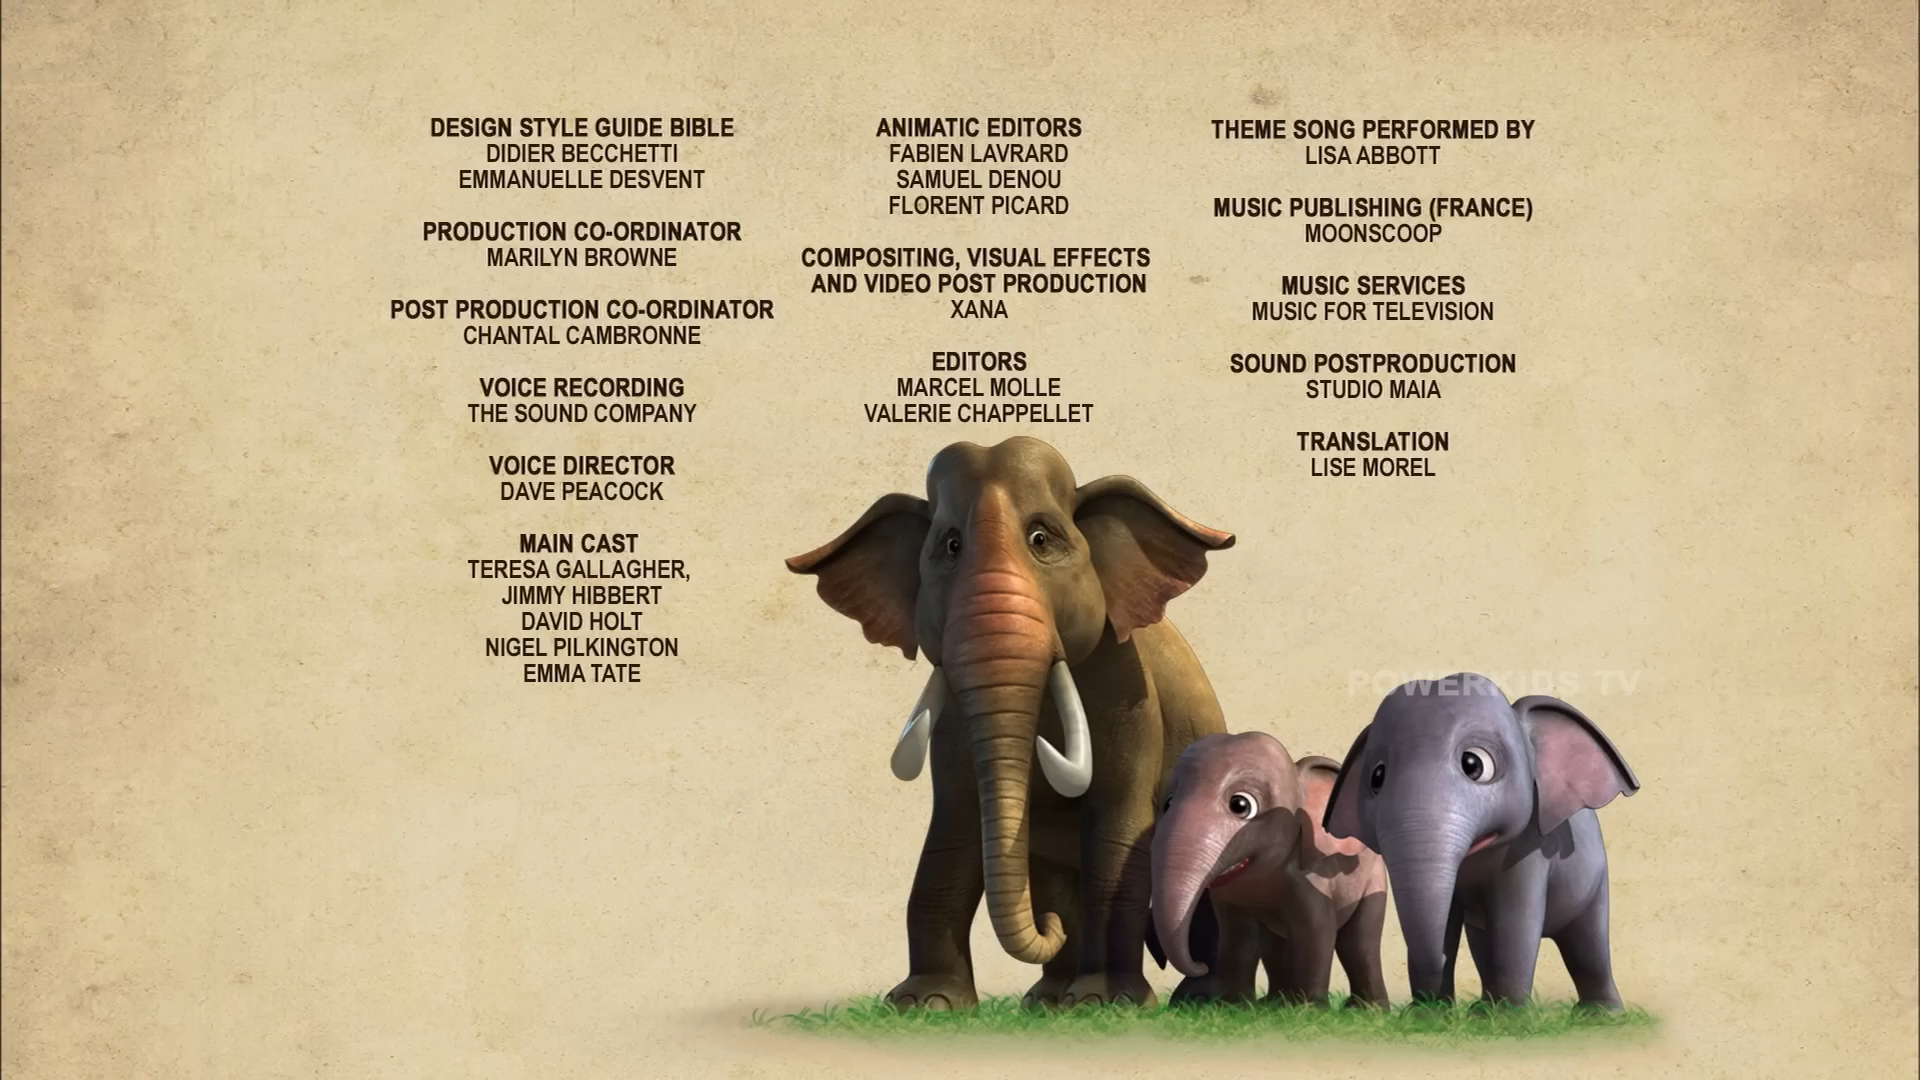 DESIGN STYLE GUIDE BIBLE
DIDIER BECCHETTI
EMMANUELLE DESVENT
PRODUCTION CO-ORDINATOR
MARILYN BROWNE
POST PRODUCTION CO-ORDINATOR
CHANTAL CAMBRONNE
VOICE RECORDING
THE SOUND COMPANY
VOICE DIRECTOR
DAVE PEACOCK
MAIN CAST
TERESA GALLAGHER,
JIMMY HIBBERT
DAVID HOLT
NIGEL PILKINGTON
EMMA TATE
ANIMATIC EDITORS
FABIEN LAVRARD
SAMUEL DENOU
FLORENT PICARD
COMPOSITING, VISUAL EFFECTS
AND VIDEO POST PRODUCTION
XANA
EDITORS
MARCEL MOLLE
VALERIE CHAPPELLET
THEME SONG PERFORMED BY
LISA ABBOTT
MUSIC PUBLISHING (FRANCE)
MOONSCOOP
MUSIC SERVICES
MUSIC FOR TELEVISION
SOUND POSTPRODUCTION
STUDIO MAIA
TRANSLATION
LISE MOREL
POWERKIDS TV